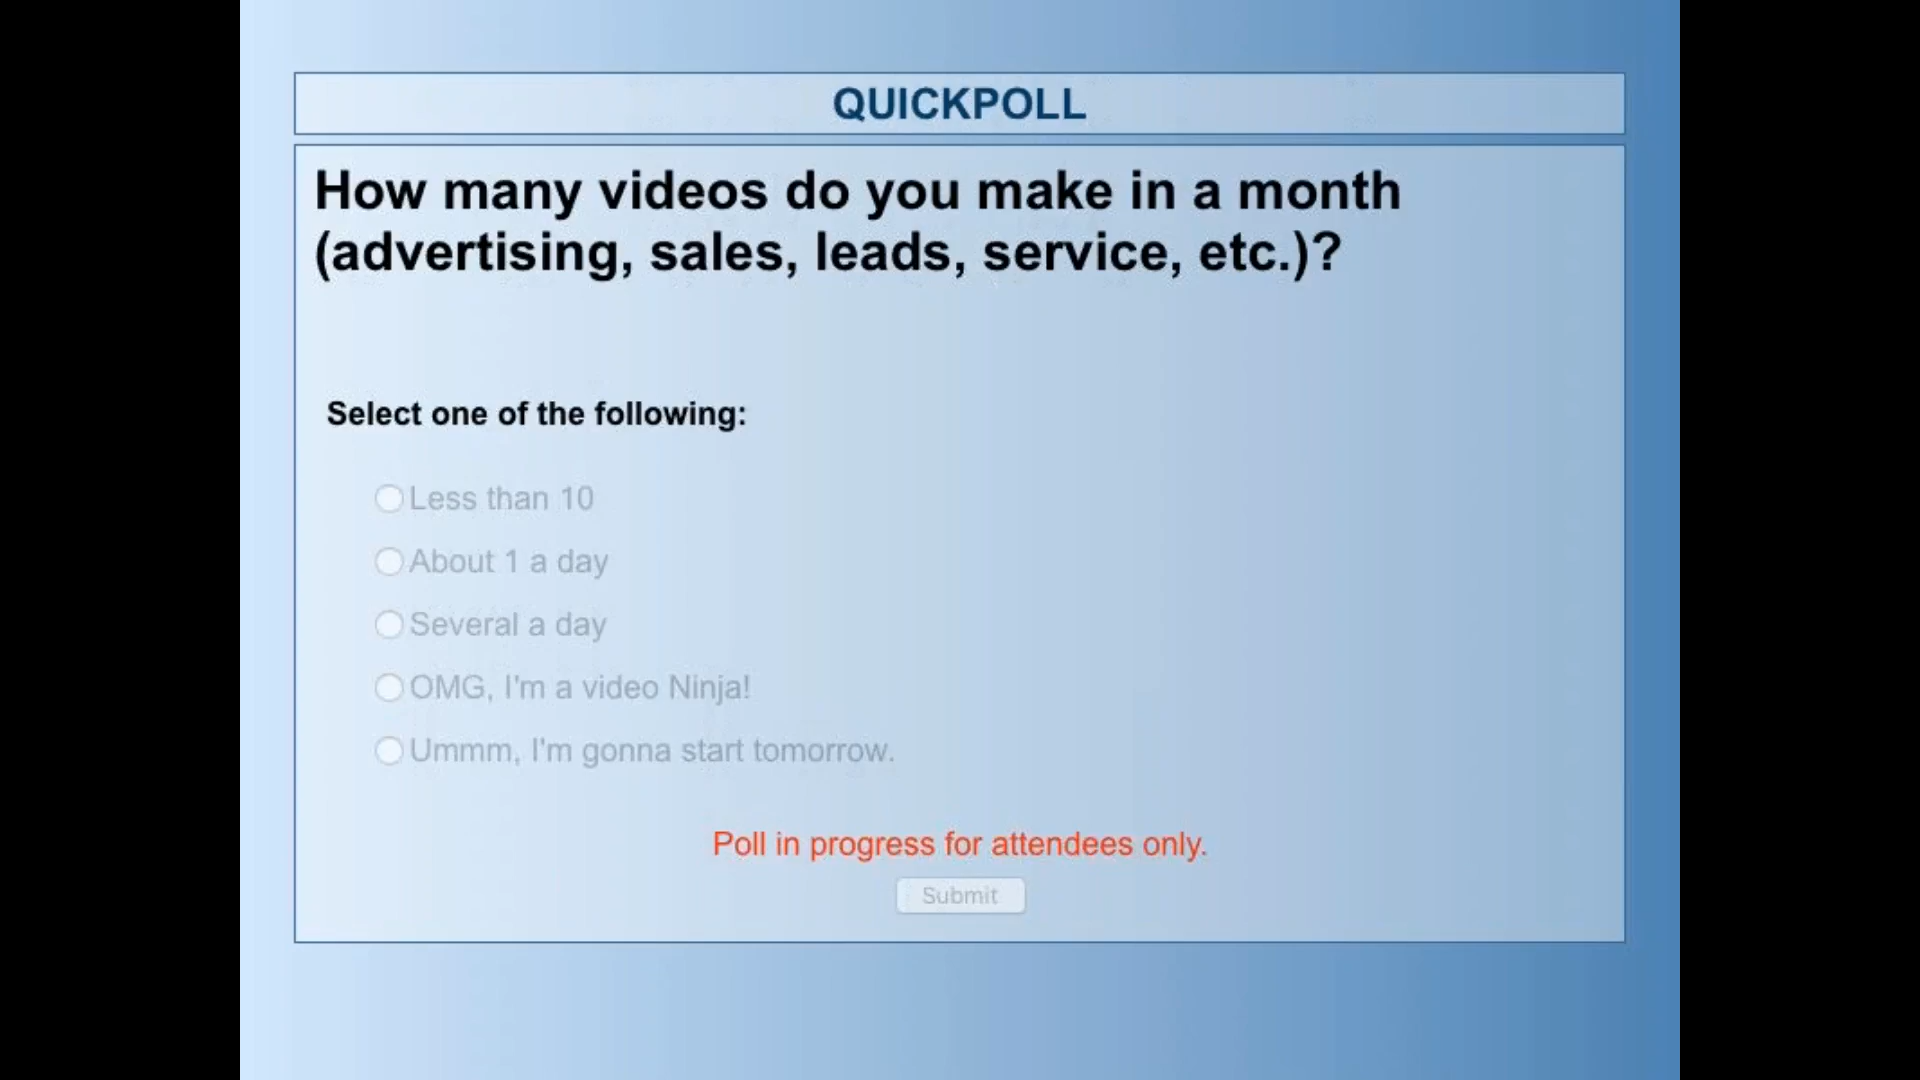 QUICKPOLL
How many videos do you make in a month
(advertising, sales, leads, service, etc.)?
Select one of the following:
Less than 10
About 1 a day
Several a day
OMG, I'm a video Ninja!
Ummm, I'm gonna start tomorrow.
Poll in progress for attendees only.
Submit